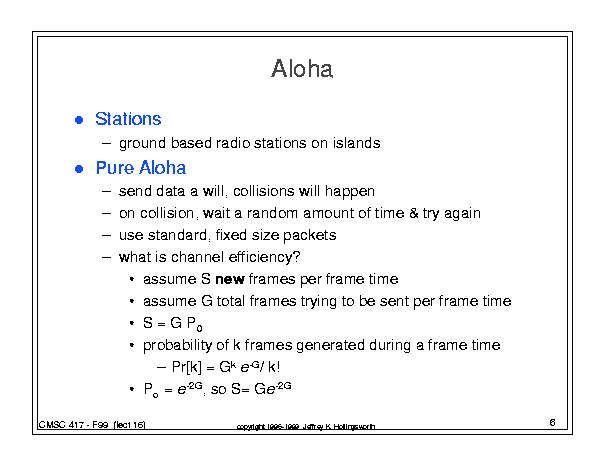 Aloha
● Stations
– ground based radio stations on islands
● Pure Aloha
– send data a will, collisions will happen
– on collision, wait a random amount of time & try again
– use standard, fixed size packets
– what is channel efficiency?
• assume S new frames per frame time
• assume G total frames trying to be sent per frame time
• S = G P₀
• probability of k frames generated during a frame time
– Pr[k] = Gᵏ e⁻ᴳ/ k!
• Pₒ = e⁻²ᴳ, so S= Ge⁻²ᴳ
CMSC 417 - F99 (lect 16)
copyright 1996-1999 Jeffrey K. Hollingsworth
6